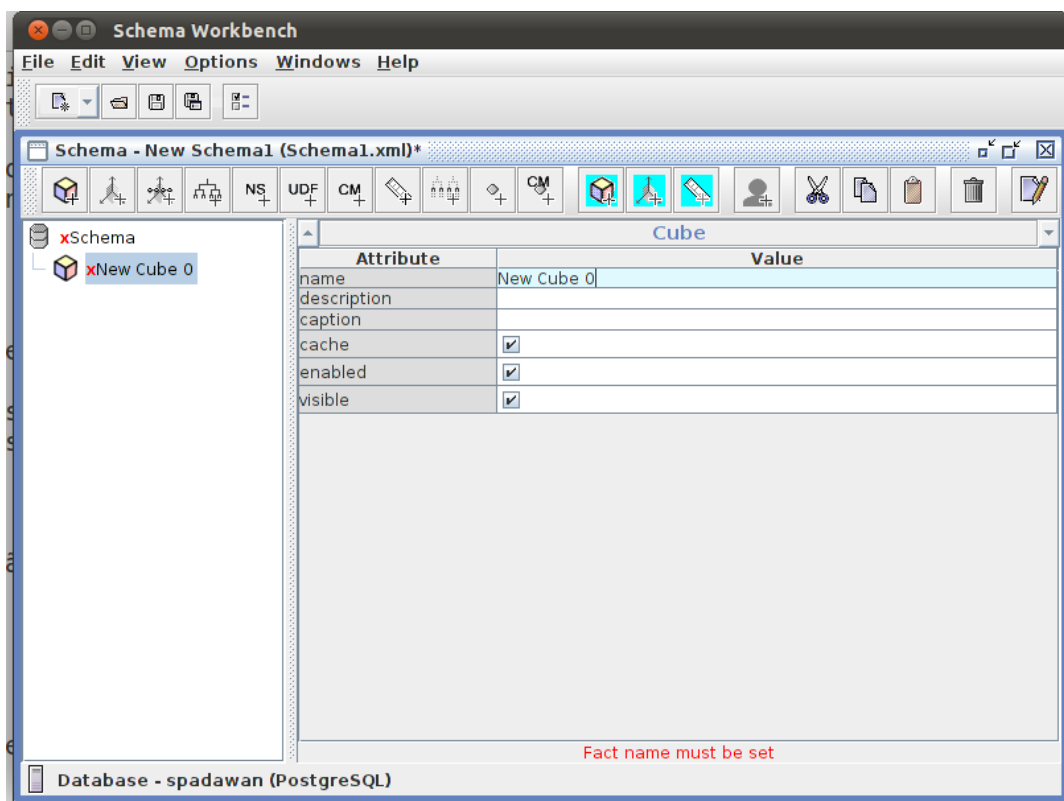 Schema Workbench
File Edit View Options Windows Help
Schema - New Schema1 (Schema1.xml)*
NS UDF CM CM
xSchema
xNew Cube 0
Cube
Attribute Value
name New Cube 0
description
caption
cache
enabled
visible
Fact name must be set
Database - spadawan (PostgreSQL)